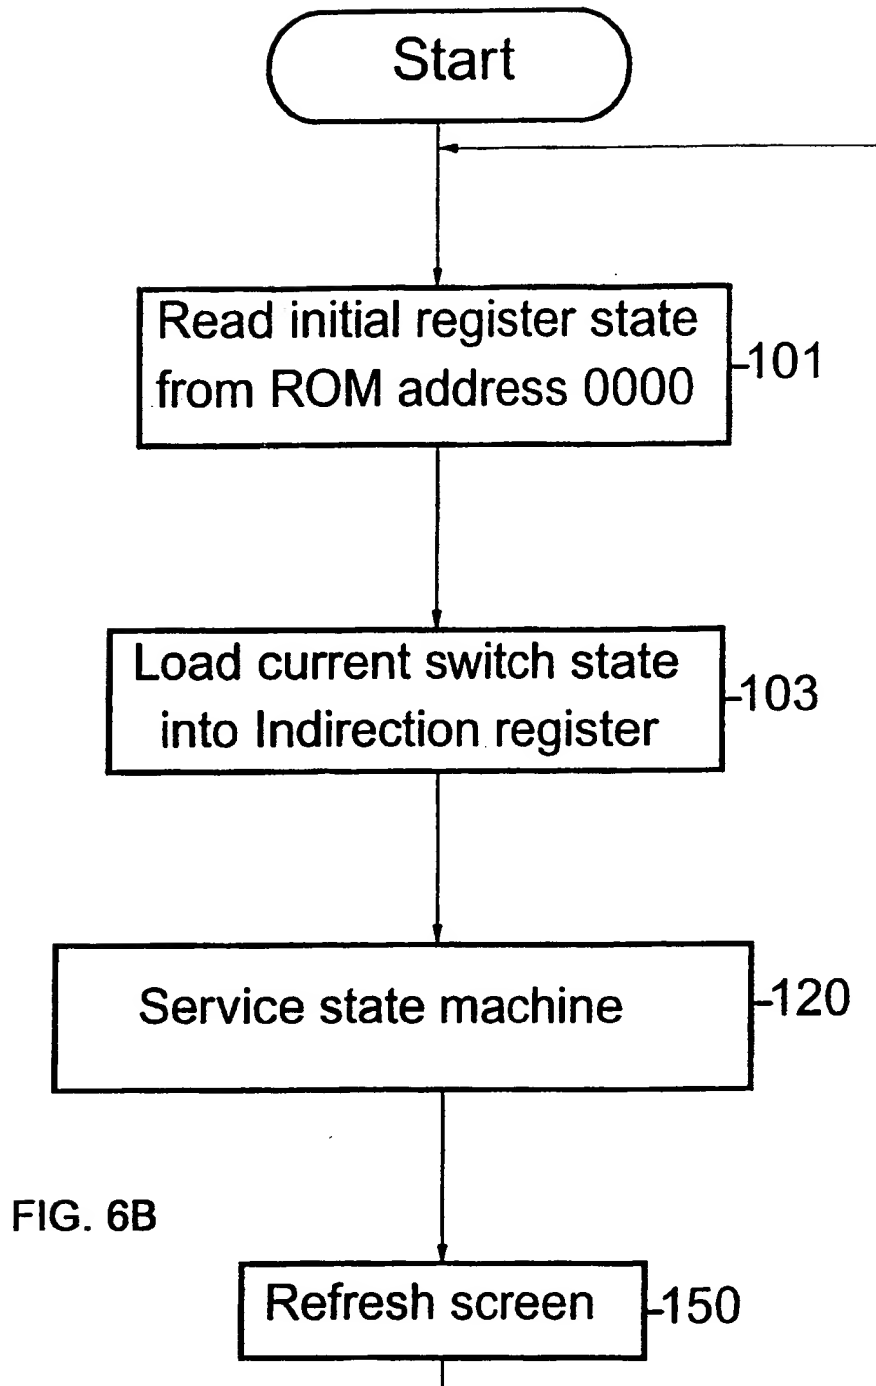 Start
Read initial register state
from ROM address 0000
101
Load current switch state
into Indirection register
103
Service state machine
120
FIG. 6B
Refresh screen
150